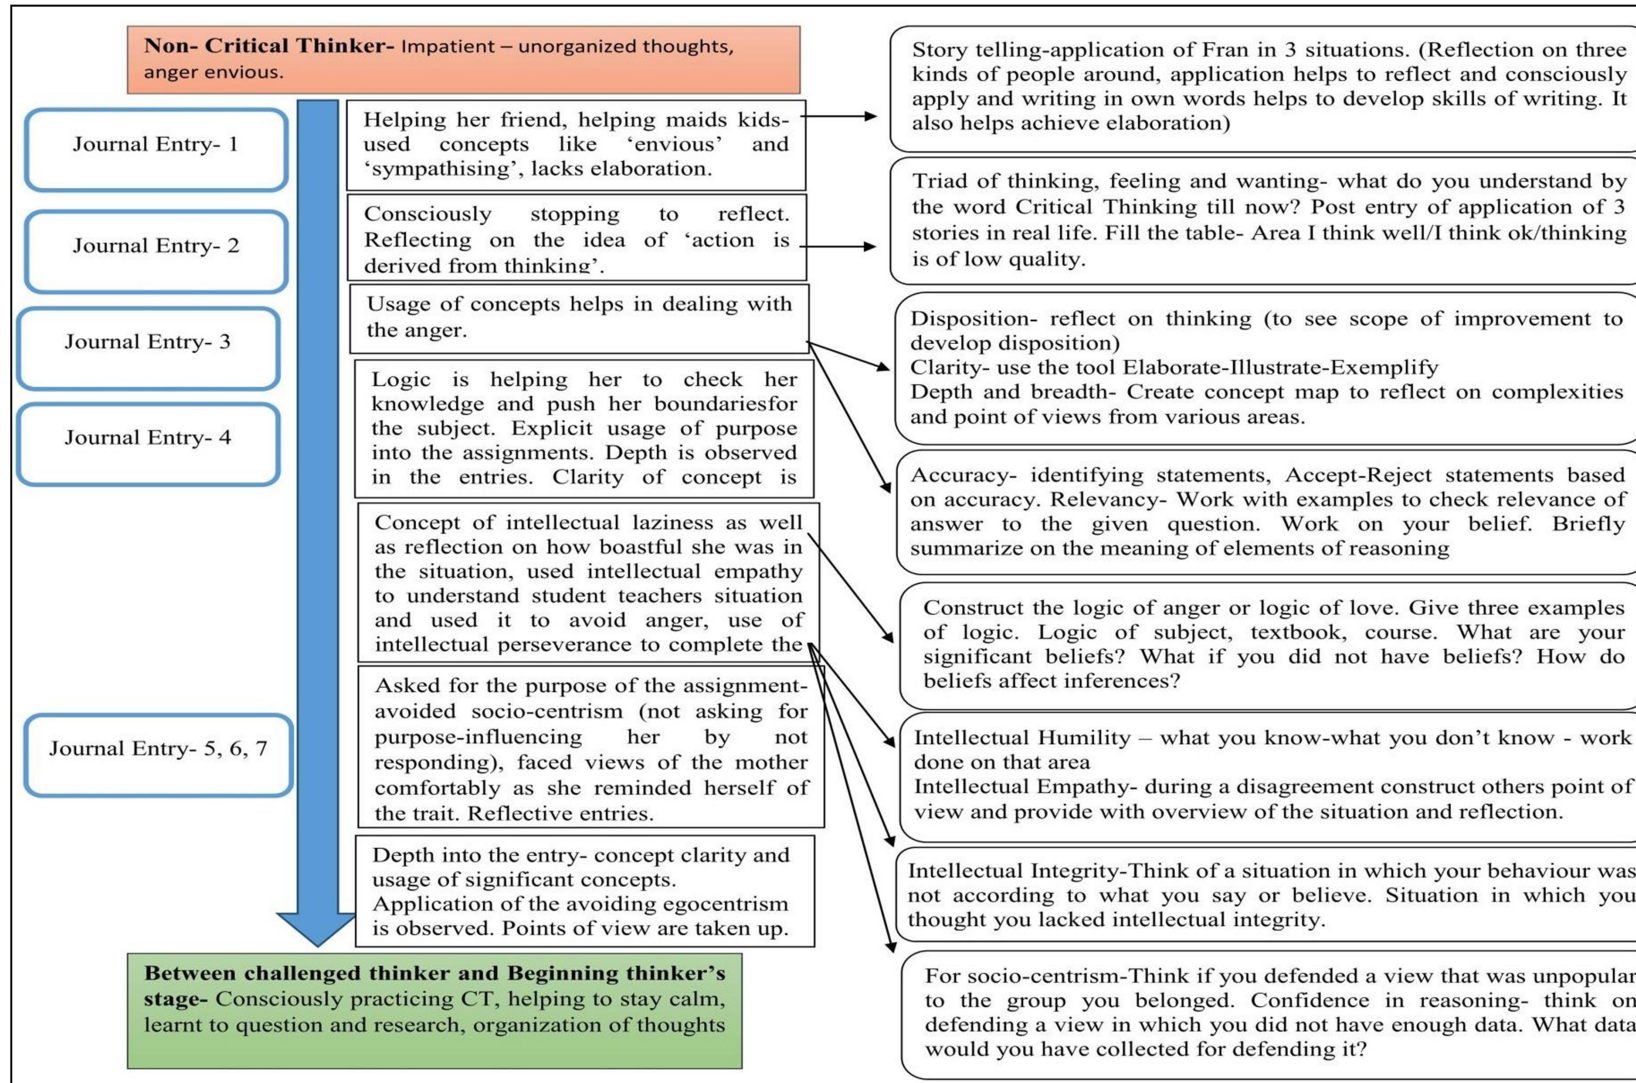 Non- Critical Thinker- Impatient – unorganized thoughts,
anger envious.
Journal Entry- 1
Helping her friend, helping maids kids-
used concepts like ‘envious’ and
‘sympathising’, lacks elaboration.
Story telling-application of Fran in 3 situations. (Reflection on three
kinds of people around, application helps to reflect and consciously
apply and writing in own words helps to develop skills of writing. It
also helps achieve elaboration)
Journal Entry- 2
Consciously stopping to reflect.
Reflecting on the idea of ‘action is
derived from thinking’.
Triad of thinking, feeling and wanting- what do you understand by
the word Critical Thinking till now? Post entry of application of 3
stories in real life. Fill the table- Area I think well/I think ok/thinking
is of low quality.
Journal Entry- 3
Usage of concepts helps in dealing with
the anger.
Disposition- reflect on thinking (to see scope of improvement to
develop disposition)
Clarity- use the tool Elaborate-Illustrate-Exemplify
Depth and breadth- Create concept map to reflect on complexities
and point of views from various areas.
Journal Entry- 4
Logic is helping her to check her
knowledge and push her boundariesfor
the subject. Explicit usage of purpose
into the assignments. Depth is observed
in the entries. Clarity of concept is
Accuracy- identifying statements, Accept-Reject statements based
on accuracy. Relevancy- Work with examples to check relevance of
answer to the given question. Work on your belief. Briefly
summarize on the meaning of elements of reasoning
Concept of intellectual laziness as well
as reflection on how boastful she was in
the situation, used intellectual empathy
to understand student teachers situation
and used it to avoid anger, use of
intellectual perseverance to complete the
Construct the logic of anger or logic of love. Give three examples
of logic. Logic of subject, textbook, course. What are your
significant beliefs? What if you did not have beliefs? How do
beliefs affect inferences?
Journal Entry- 5, 6, 7
Asked for the purpose of the assignment-
avoided socio-centrism (not asking for
purpose-influencing her by not
responding), faced views of the mother
comfortably as she reminded herself of
the trait. Reflective entries.
Intellectual Humility – what you know-what you don’t know - work
done on that area
Intellectual Empathy- during a disagreement construct others point of
view and provide with overview of the situation and reflection.
Depth into the entry- concept clarity and
usage of significant concepts.
Application of the avoiding egocentrism
is observed. Points of view are taken up.
Intellectual Integrity-Think of a situation in which your behaviour was
not according to what you say or believe. Situation in which you
thought you lacked intellectual integrity.
Between challenged thinker and Beginning thinker’s
stage- Consciously practicing CT, helping to stay calm,
learnt to question and research, organization of thoughts
For socio-centrism-Think if you defended a view that was unpopular
to the group you belonged. Confidence in reasoning- think on
defending a view in which you did not have enough data. What data
would you have collected for defending it?